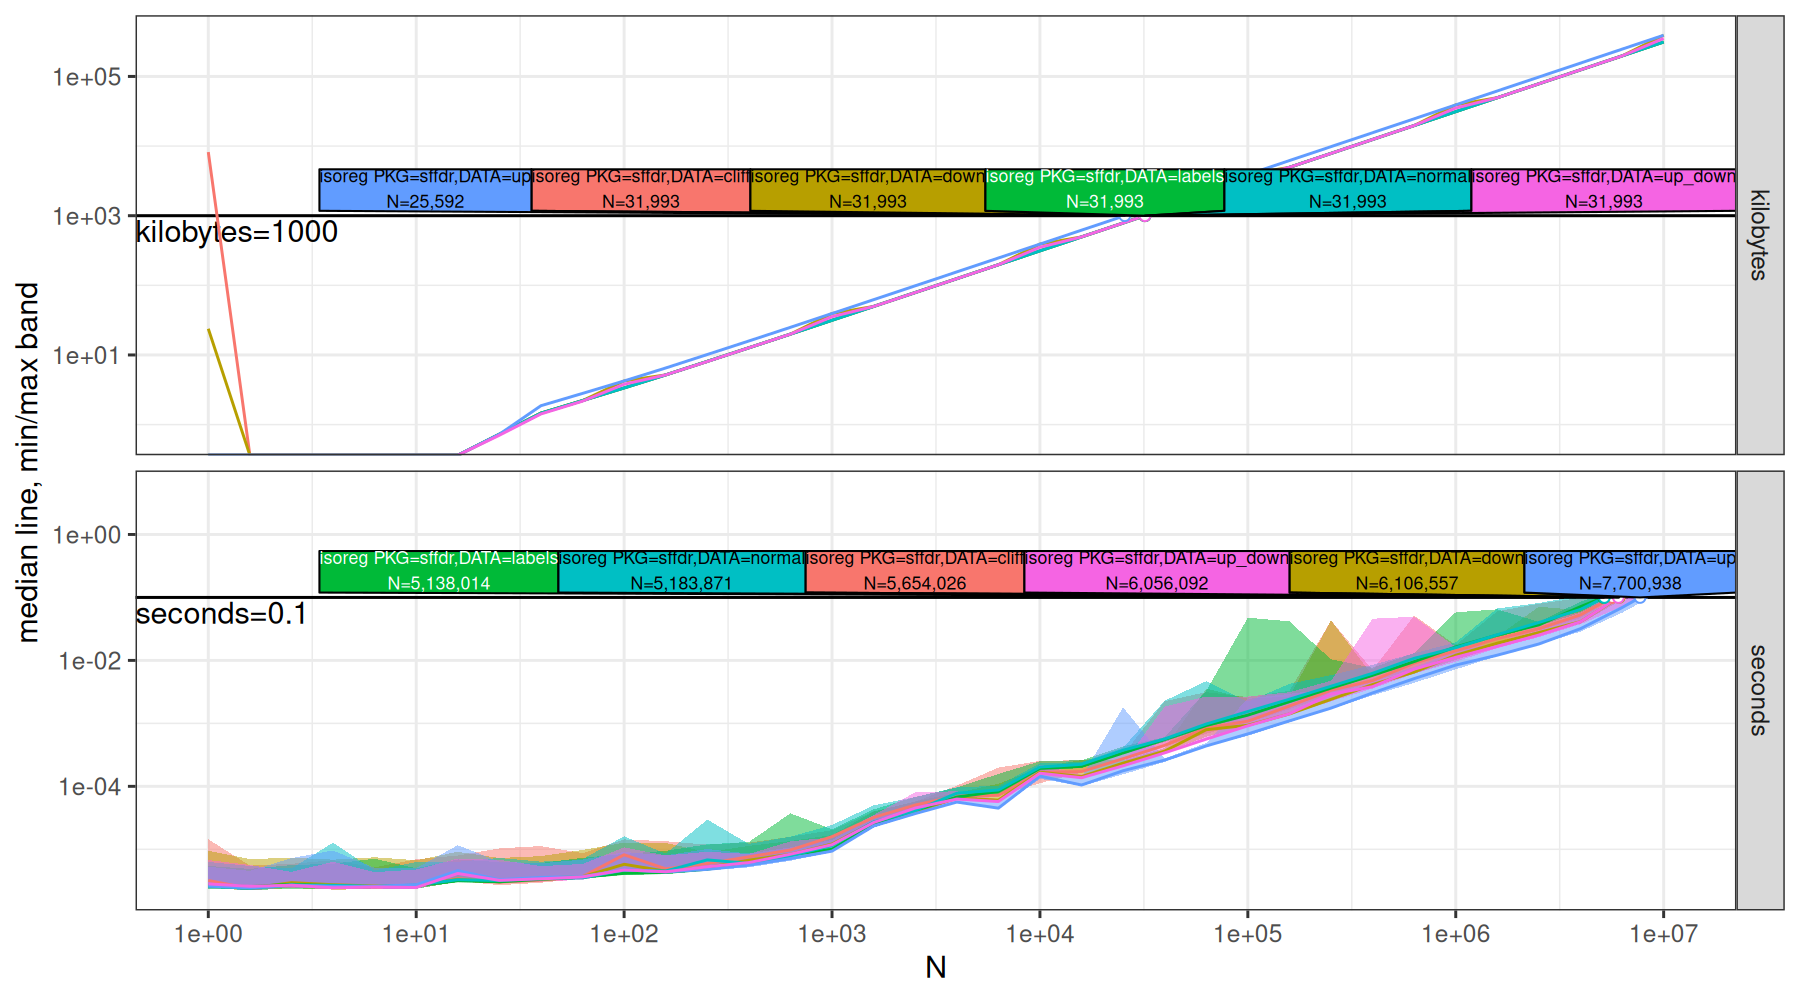 1e+05
1e+03
1e+01
isoreg PKG=sffdr,DATA=up
N=25,592
isoreg PKG=sffdr,DATA=cliff
N=31,993
isoreg PKG=sffdr,DATA=down
N=31,993
isoreg PKG=sffdr,DATA=labels
N=31,993
isoreg PKG=sffdr,DATA=normal
N=31,993
isoreg PKG=sffdr,DATA=up_down
N=31,993
kilobytes=1000
kilobytes
median line, min/max band
1e+00
1e-02
1e-04
isoreg PKG=sffdr,DATA=labels
N=5,138,014
isoreg PKG=sffdr,DATA=normal
N=5,183,871
isoreg PKG=sffdr,DATA=cliff
N=5,654,026
isoreg PKG=sffdr,DATA=up_down
N=6,056,092
isoreg PKG=sffdr,DATA=down
N=6,106,557
isoreg PKG=sffdr,DATA=up
N=7,700,938
seconds=0.1
seconds
1e+00
1e+01
1e+02
1e+03
1e+04
1e+05
1e+06
1e+07
N